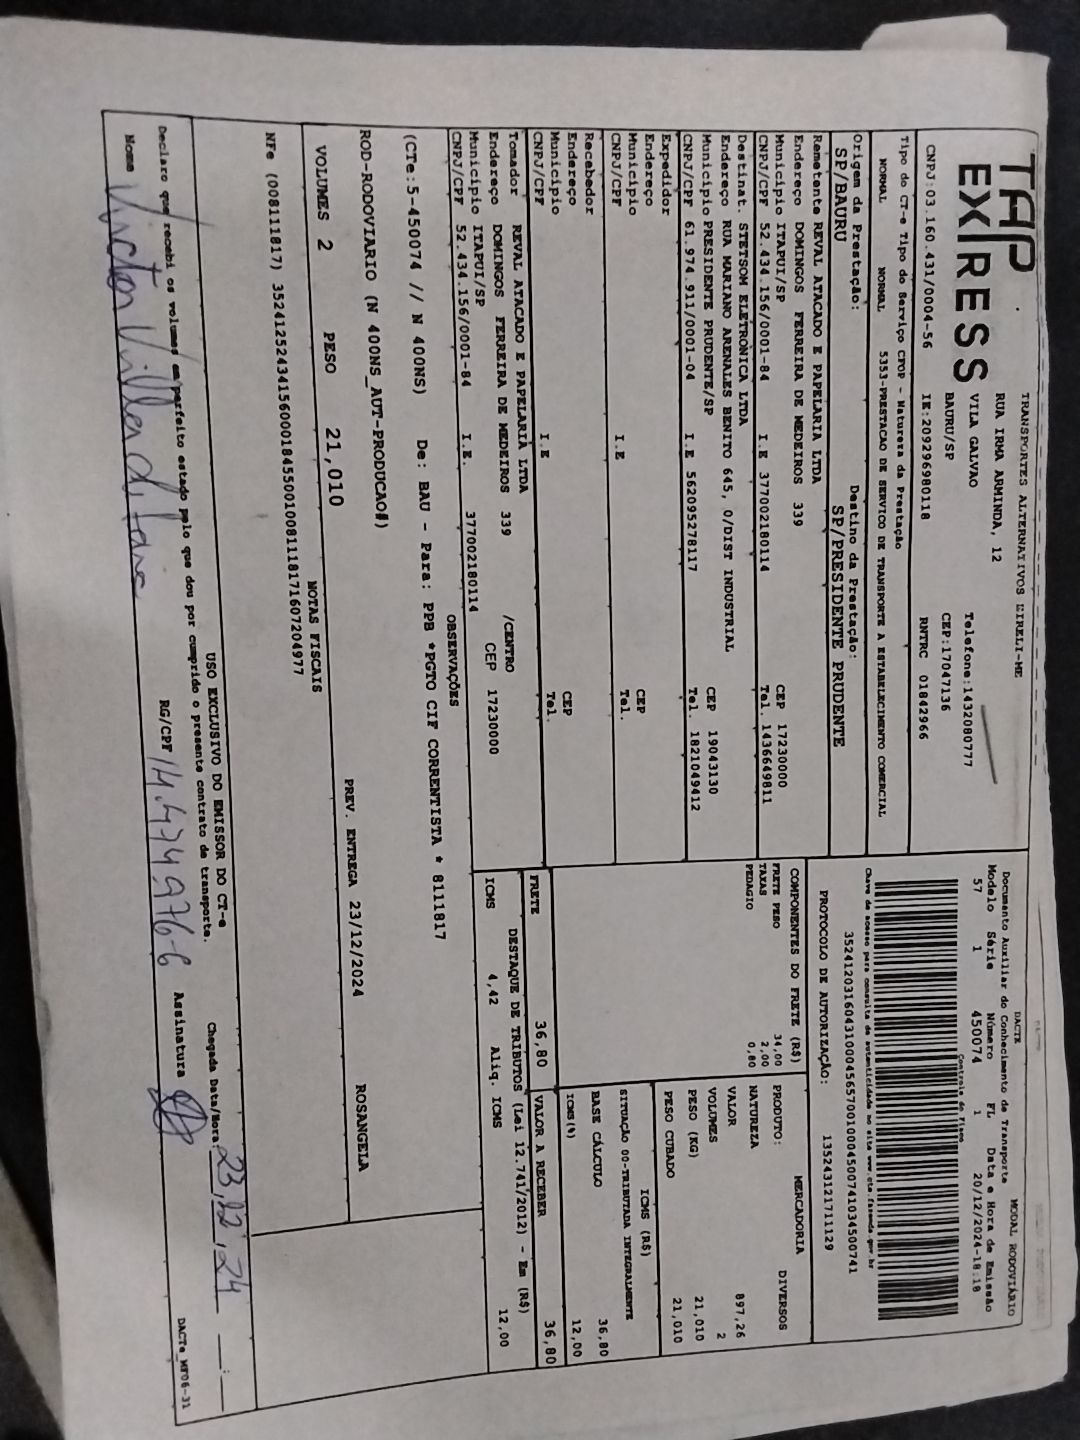 TAP
EXPRESS
TRANSPORTES ALTERNATIVOS EIRELI-ME
RUA IRMA ARMINDA, 12
VILA GALVAO Telefone:1432080777
BAURU/SP CEP:17047136
CNPJ:03.160.431/0004-56 IE:209296980118 RNTRC 01842966
Tipo do CT-e Tipo do Serviço CFOP - Natureza da Prestação
NORMAL NORMAL 5353-PRESTACAO DE SERVICO DE TRANSPORTE A ESTABELECIMENTO COMERCIAL
Origem da Prestação: Destino da Prestação:
SP/BAURU SP/PRESIDENTE PRUDENTE
DACTE MODAL RODOVIÁRIO
Documento Auxiliar do Conhecimento de Transporte
Modelo Série Número FL Data e Hora de Emissão
57 1 450074 1 20/12/2024-18:18
Controle do Fisco
Chave de acesso para consulta de autenticidade no site www.cte.fazenda.gov.br
35241203160431000456570010004500741034500741
PROTOCOLO DE AUTORIZAÇÃO: 135243121711129
Remetente REVAL ATACADO E PAPELARIA LTDA
Endereço DOMINGOS FERREIRA DE MEDEIROS 339
Município ITAPUI/SP CEP 17230000
CNPJ/CPF 52.434.156/0001-84 I.E 377002180114 Tel. 1436649811
Destinat. STETSOM ELETRONICA LTDA
Endereço RUA MARIANO ARENALES BENITO 645, 0/DIST INDUSTRIAL
Município PRESIDENTE PRUDENTE/SP CEP 19043130
CNPJ/CPF 61.974.911/0001-04 I.E 562095278117 Tel. 1821049412
Expedidor
Endereço
Município CEP
CNPJ/CPF I.E Tel.
Recebedor
Endereço
Município CEP
CNPJ/CPF I.E Tel.
Tomador REVAL ATACADO E PAPELARIA LTDA
Endereço DOMINGOS FERREIRA DE MEDEIROS 339 /CENTRO
Município ITAPUI/SP CEP 17230000
CNPJ/CPF 52.434.156/0001-84 I.E. 377002180114
COMPONENTES DO FRETE (R$)
FRETE PESO 34,00
TAXAS 2,00
PEDAGIO 0,80
MERCADORIA
PRODUTO: DIVERSOS
NATUREZA
VALOR 897,26
VOLUMES 2
PESO (KG) 21,010
PESO CUBADO 21,010
ICMS (R$)
SITUAÇÃO 00-TRIBUTADA INTEGRALMENTE
BASE CÁLCULO 36,80
ICMS(%) 12,00
FRETE 36,80 VALOR A RECEBER 36,80
DESTAQUE DE TRIBUTOS (Lei 12.741/2012) - Em (R$)
ICMS 4,42 Aliq. ICMS 12,00
OBSERVAÇÕES
(CTe:5-450074 // N 400NS) De: BAU - Para: PPB *PGTO CIF CORRENTISTA * 8111817
ROD-RODOVIARIO (N 400NS_AUT-PRODUCAO#)
PREV. ENTREGA 23/12/2024 ROSANGELA
VOLUMES 2 PESO 21,010
NOTAS FISCAIS
NFe (008111817) 35241252434156000184550010081118171607204977
USO EXCLUSIVO DO EMISSOR DO CT-e
Declaro que recebi os volumes em perfeito estado pelo que dou por cumprido o presente contrato de transporte.
Chegada Data/Hora: 23,12,24 :
Nome Victor RG/CPF 14.474.976-6 Assinatura
DACTe_MF06-31